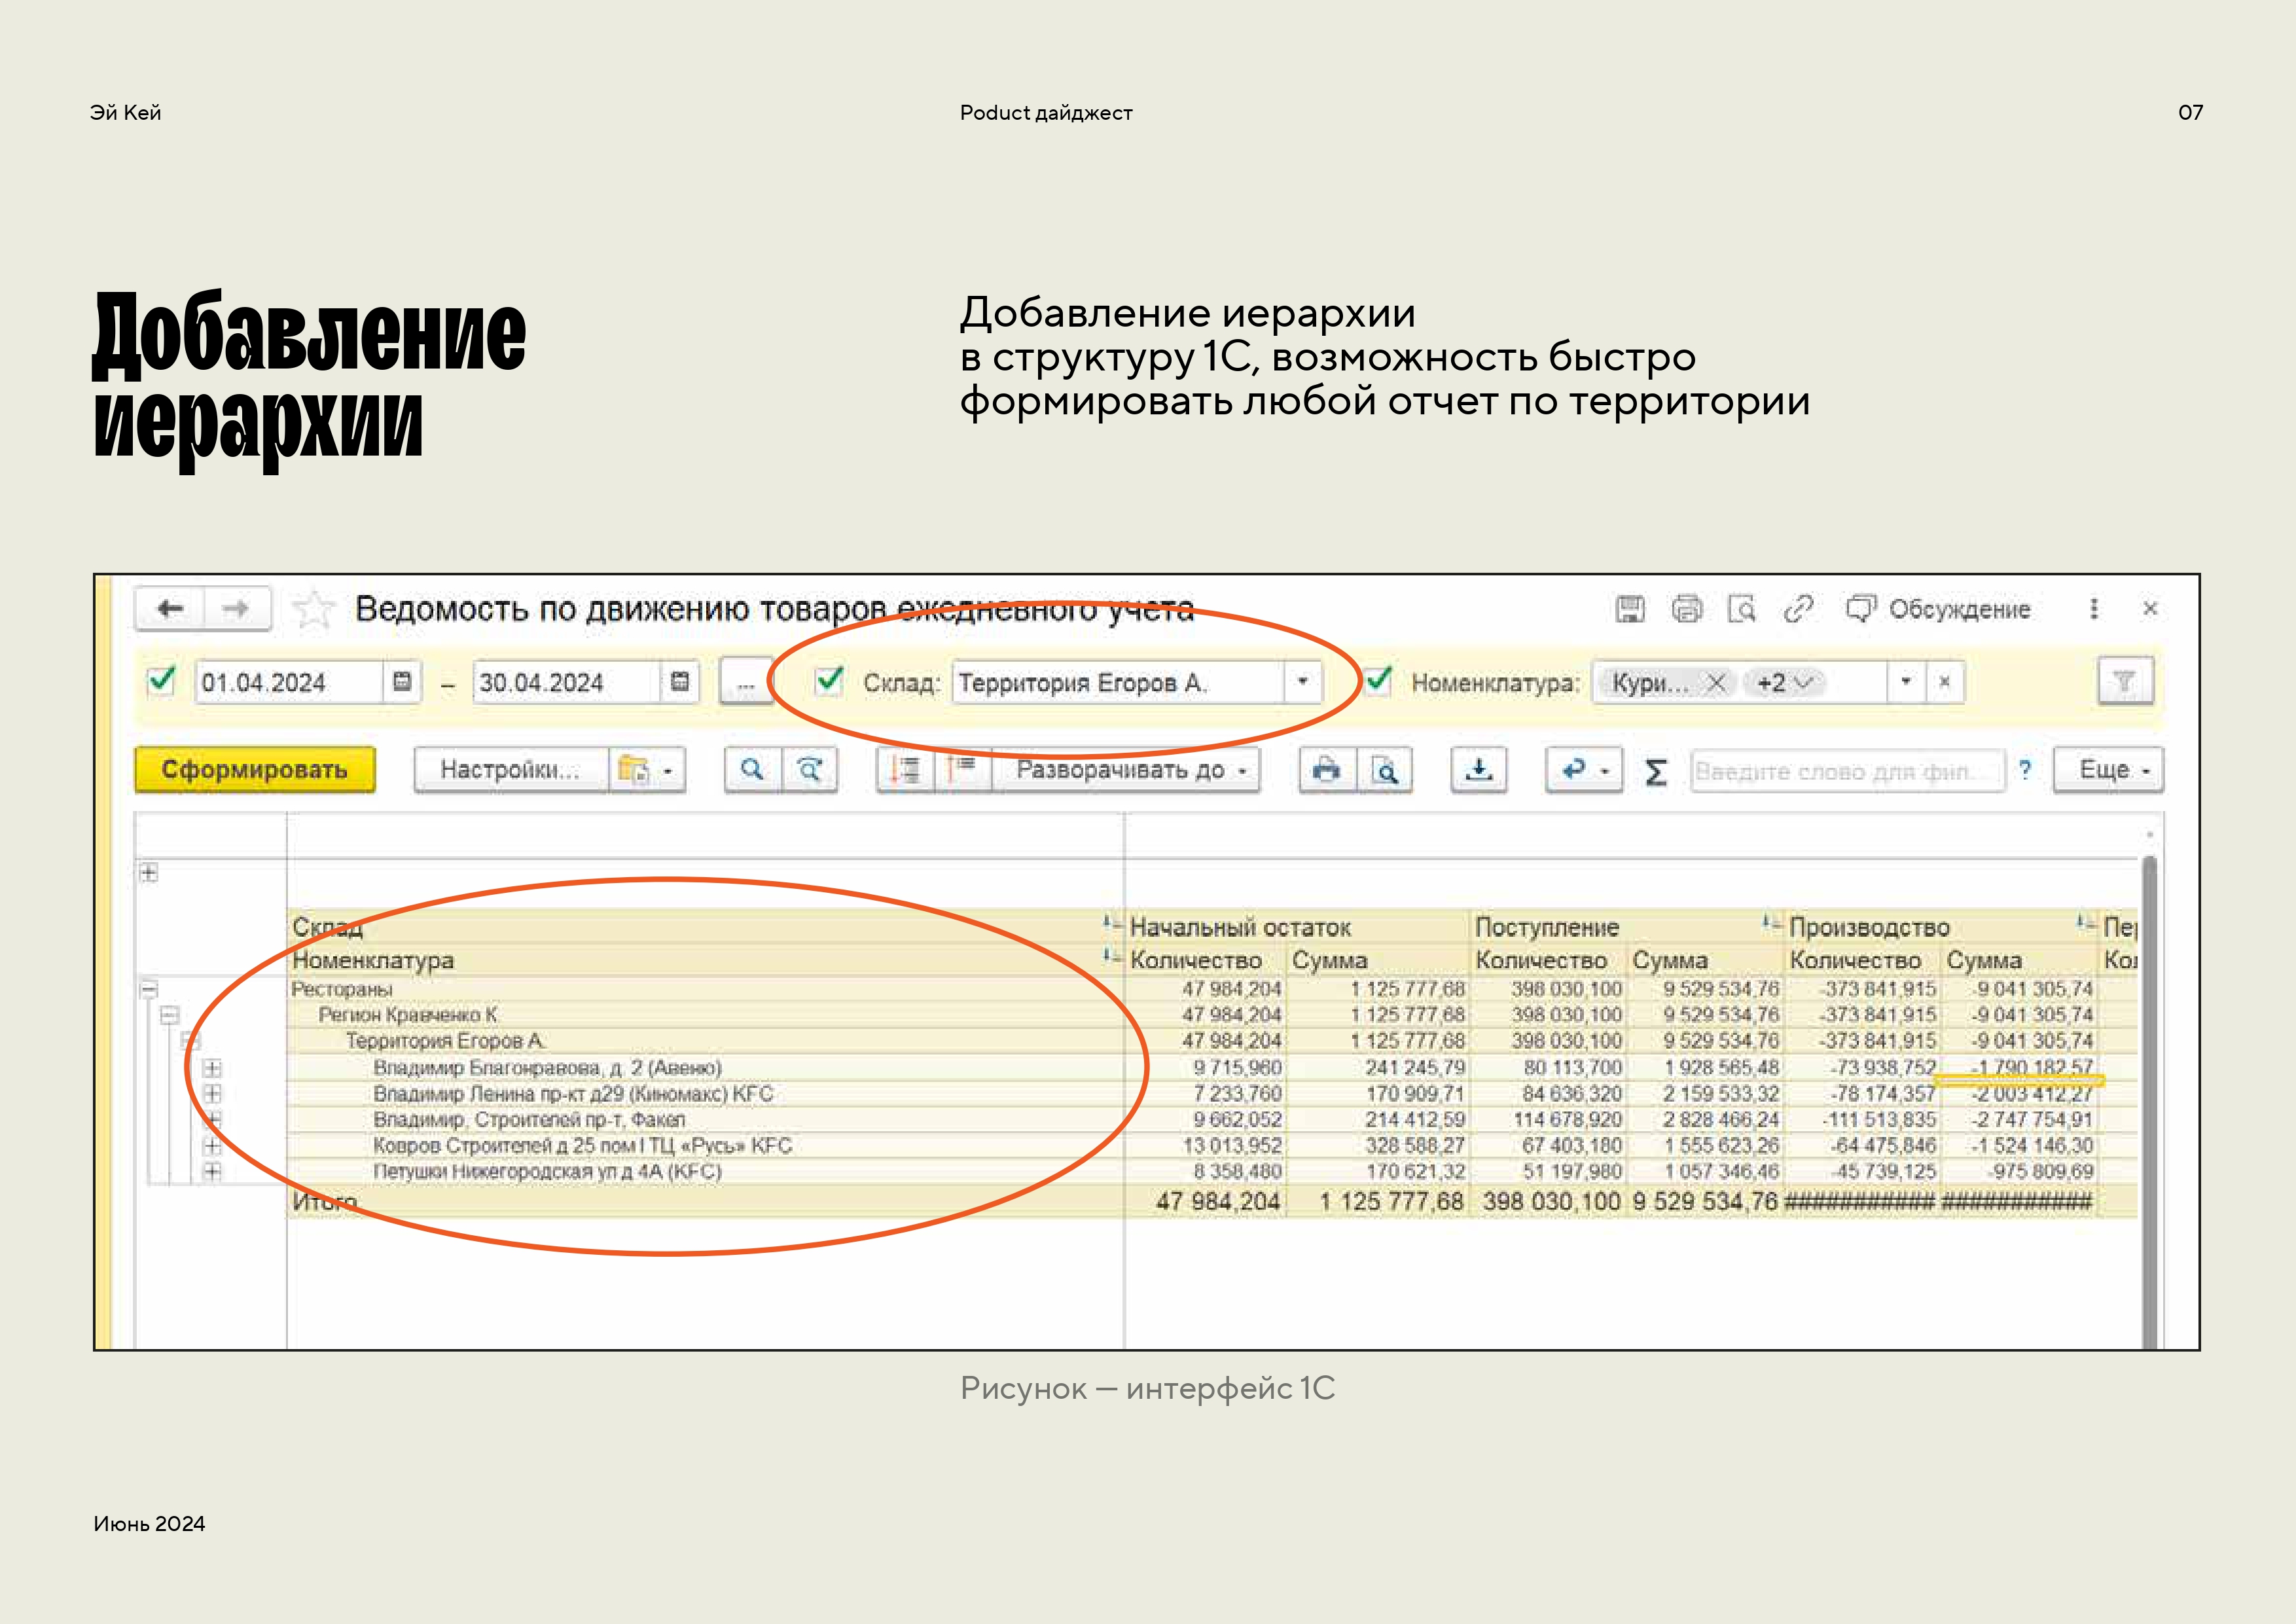 Эй Кей
Poduct дайджест
07
Добавление
иерархии
Добавление иерархии
в структуру 1С, возможность быстро
формировать любой отчет по территории
Ведомость по движению товаров ежедневного учета
Обсуждение
01.04.2024 – 30.04.2024 ... Склад: Территория Егоров А. Номенклатура: Кури... +2
Сформировать Настройки... Разворачивать до Σ Введите слово для фил... ? Еще
Склад Начальный остаток Поступление Производство Пе
Номенклатура Количество Сумма Количество Сумма Количество Сумма Ко
Рестораны 47 984,204 1 125 777,68 398 030,100 9 529 534,76 -373 841,915 -9 041 305,74
Регион Кравченко К. 47 984,204 1 125 777,68 398 030,100 9 529 534,76 -373 841,915 -9 041 305,74
Территория Егоров А. 47 984,204 1 125 777,68 398 030,100 9 529 534,76 -373 841,915 -9 041 305,74
Владимир Благонравова, д. 2 (Авеню) 9 715,960 241 245,79 80 113,700 1 928 565,48 -73 938,752 -1 790 182,57
Владимир Ленина пр-кт д29 (Киномакс) KFC 7 233,760 170 909,71 84 636,320 2 159 533,32 -78 174,357 -2 003 412,27
Владимир, Строителей пр-т, Факел 9 662,052 214 412,59 114 678,920 2 828 466,24 -111 513,835 -2 747 754,91
Ковров Строителей д 25 пом I ТЦ «Русь» KFC 13 013,952 328 588,27 67 403,180 1 555 623,26 -64 475,846 -1 524 146,30
Петушки Нижегородская ул д 4А (KFC) 8 358,480 170 621,32 51 197,980 1 057 346,46 -45 739,125 -975 809,69
Итого 47 984,204 1 125 777,68 398 030,100 9 529 534,76 ########### ###########
Рисунок — интерфейс 1С
Июнь 2024